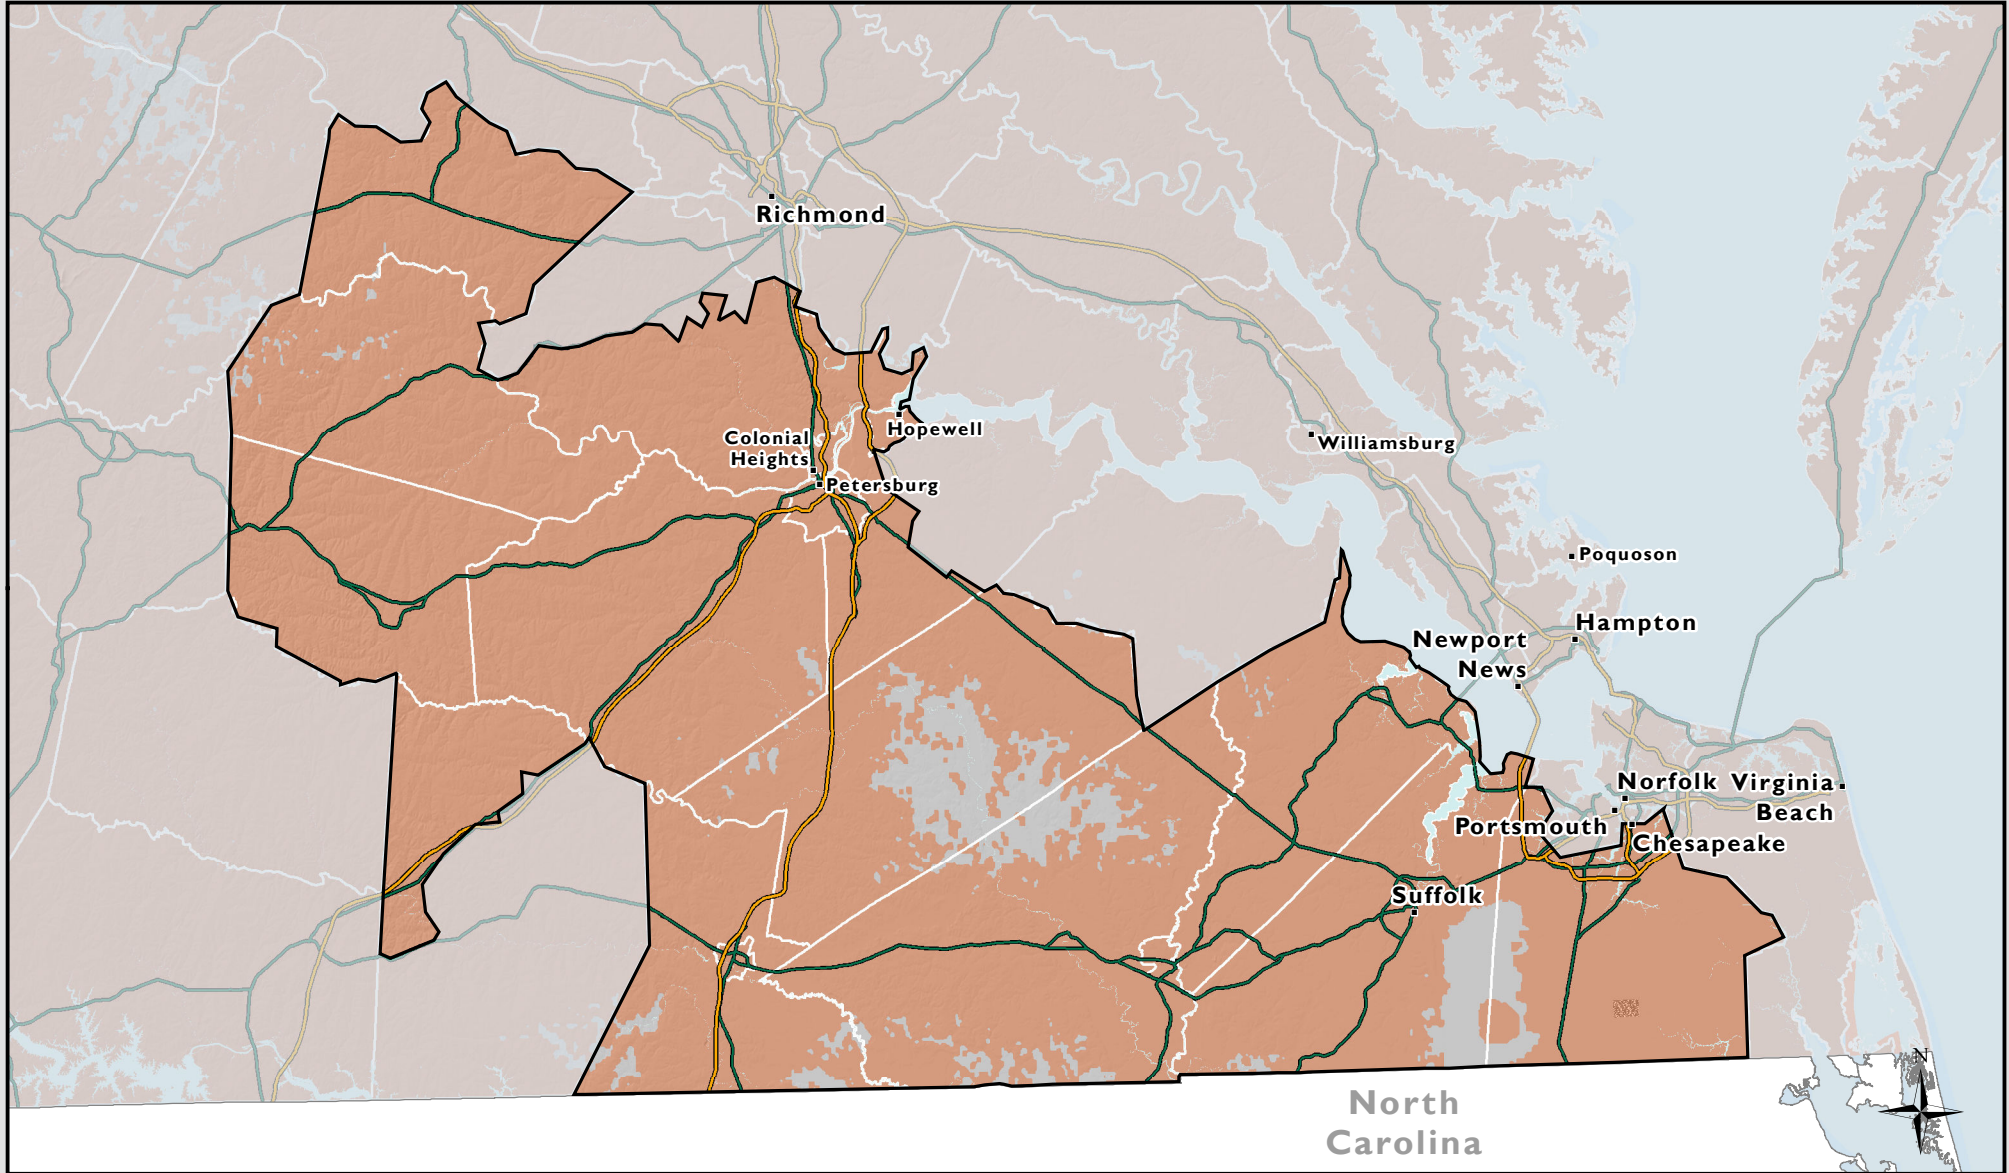 Richmond
Colonial
Heights
Hopewell
Petersburg
Williamsburg
Poquoson
Hampton
Newport
News
Norfolk
Virginia
Beach
Portsmouth
Chesapeake
Suffolk
N
North
Carolina